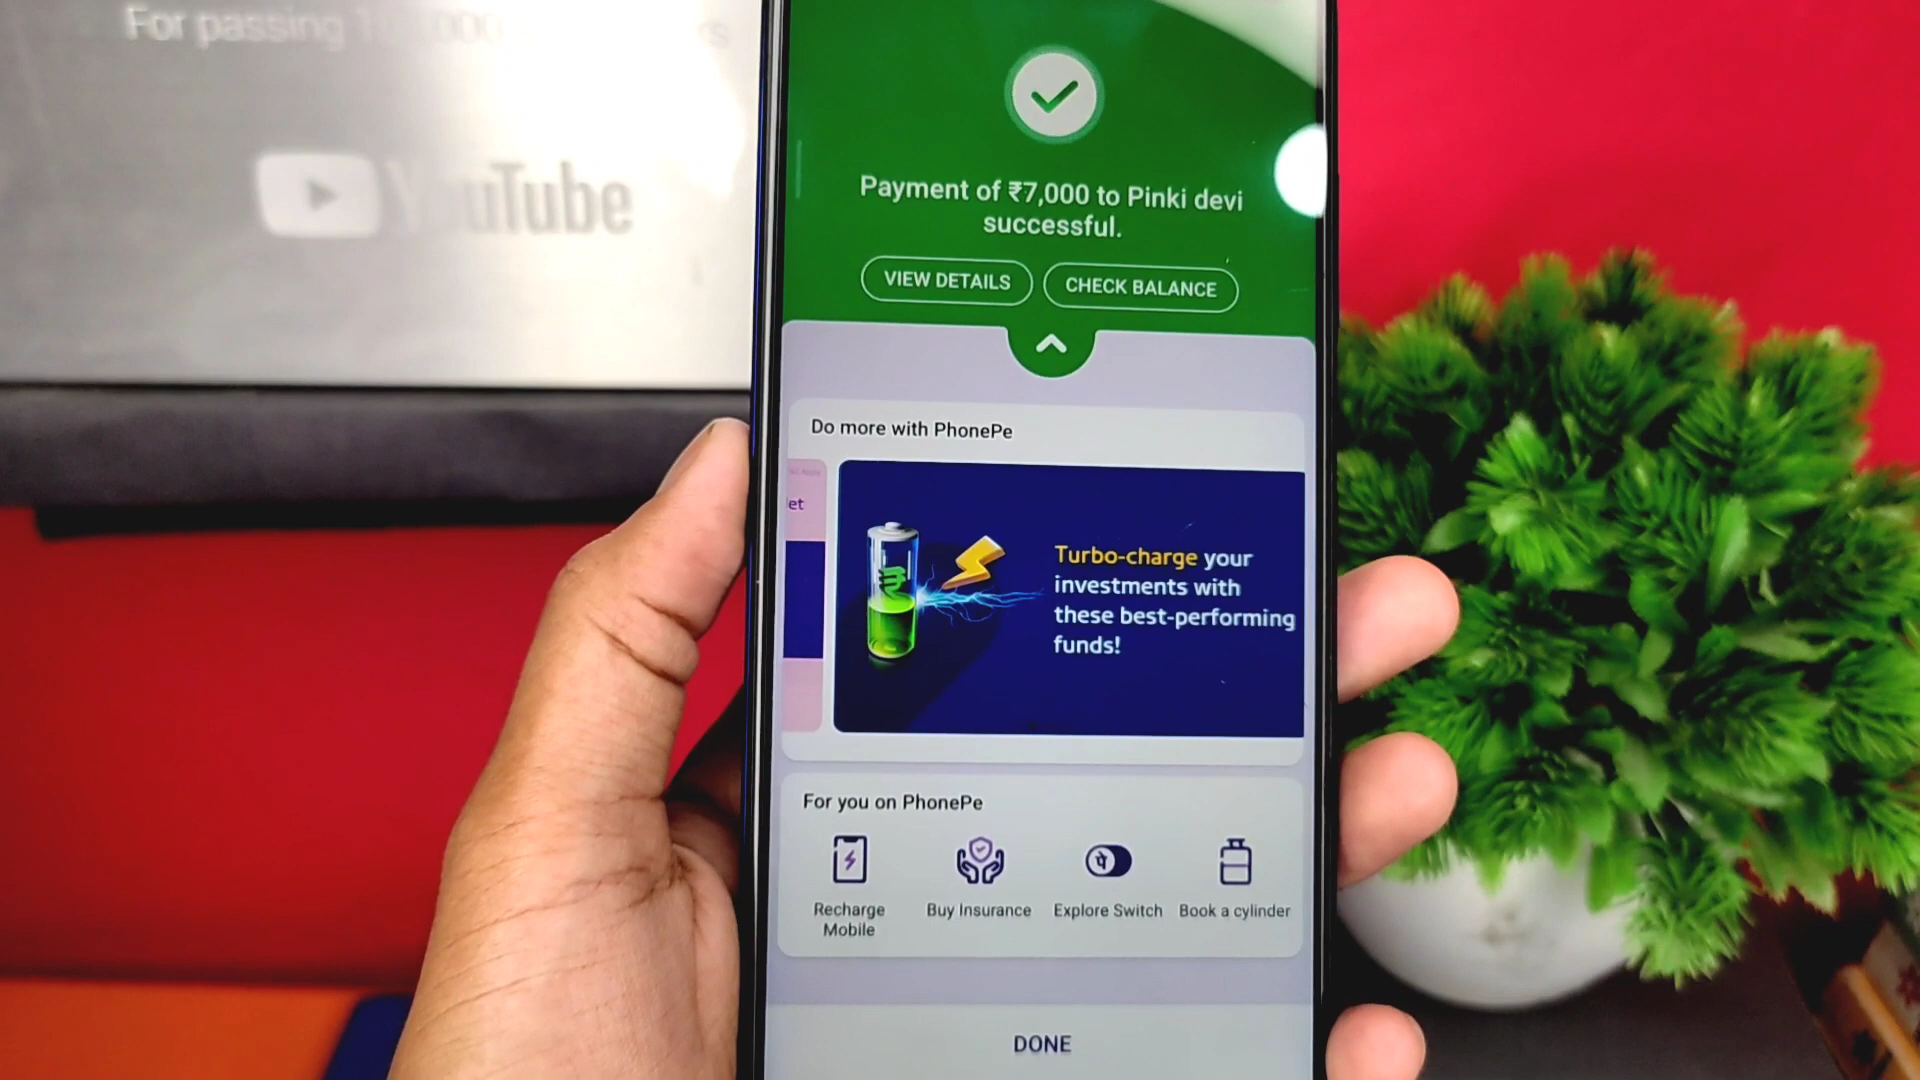 For passing
YouTube
Payment of ₹7,000 to Pinki devi
successful.
VIEW DETAILS
CHECK BALANCE
Do more with PhonePe
et
₹
Turbo-charge your
investments with
these best-performing
funds!
For you on PhonePe
Recharge
Mobile
Buy Insurance
पे
Explore Switch
Book a cylinder
DONE